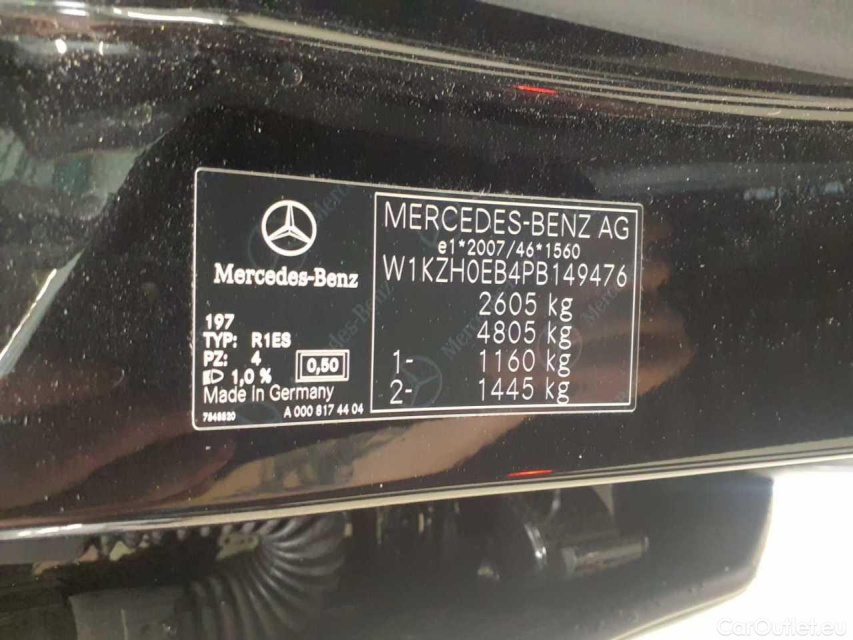 Mercedes-Benz
197
TYP: R1ES
PZ: 4
1,0 % 0,50
Made in Germany
7648820 A 000 817 44 04
MERCEDES-BENZ AG
e1*2007/46*1560
W1KZH0EB4PB149476
2605 kg
4805 kg
1- 1160 kg
2- 1445 kg
CarOutlet.eu